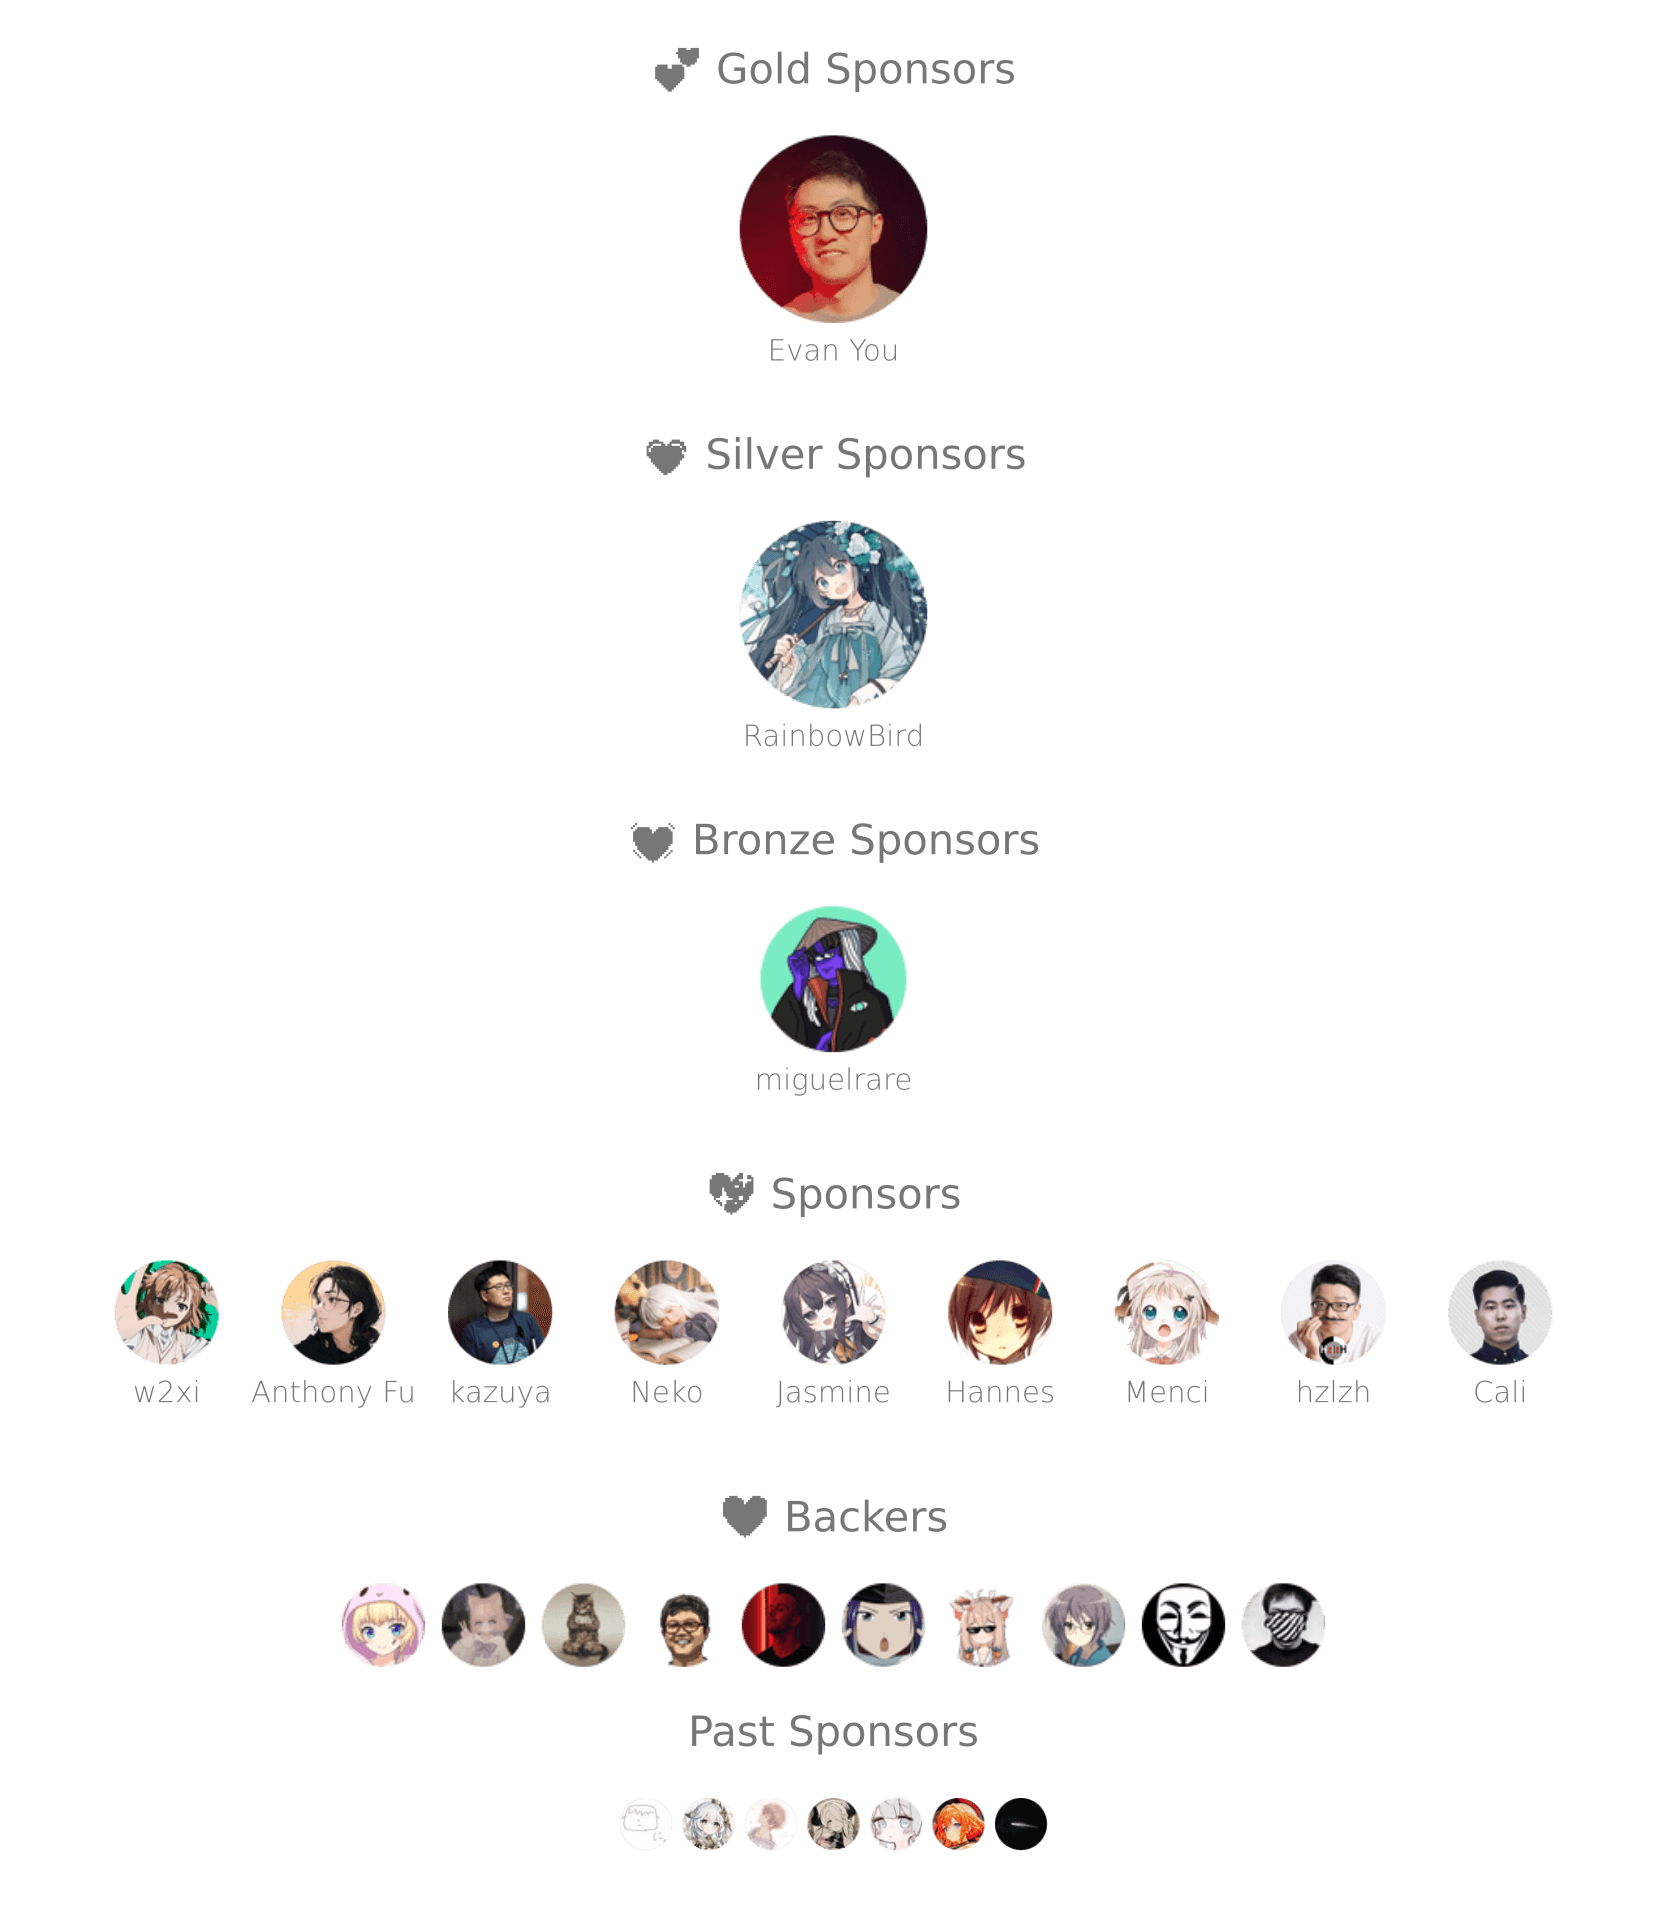 Gold Sponsors
Evan You
Silver Sponsors
RainbowBird
Bronze Sponsors
miguelrare
Sponsors
w2xi Anthony Fu kazuya Neko Jasmine Hannes Menci hzlzh Cali
Backers
Past Sponsors